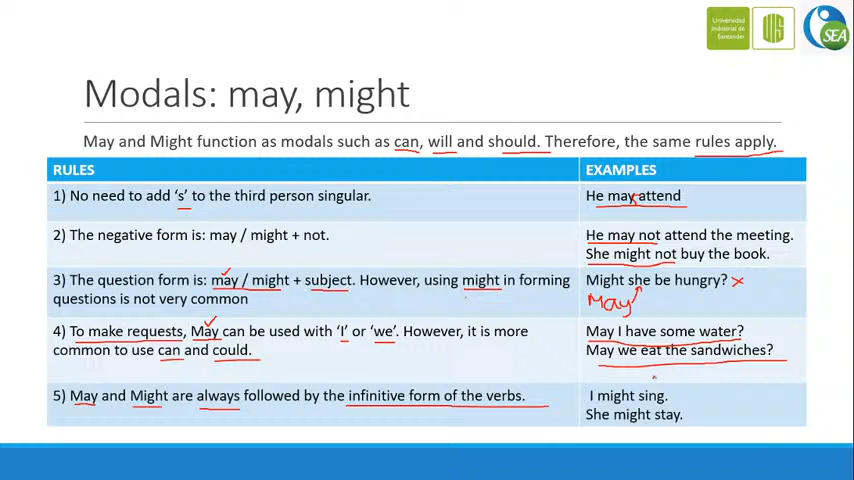 Universidad
Industrial de
Santander
UIS
SEA
Modals: may, might
May and Might function as modals such as can, will and should. Therefore, the same rules apply.
RULES
EXAMPLES
1) No need to add ‘s’ to the third person singular.
He may attend
2) The negative form is: may / might + not.
He may not attend the meeting.
She might not buy the book.
3) The question form is: may / might + subject. However, using might in forming
questions is not very common
Might she be hungry? x
May
4) To make requests, May can be used with ‘I’ or ‘we’. However, it is more
common to use can and could.
May I have some water?
May we eat the sandwiches?
5) May and Might are always followed by the infinitive form of the verbs.
I might sing.
She might stay.